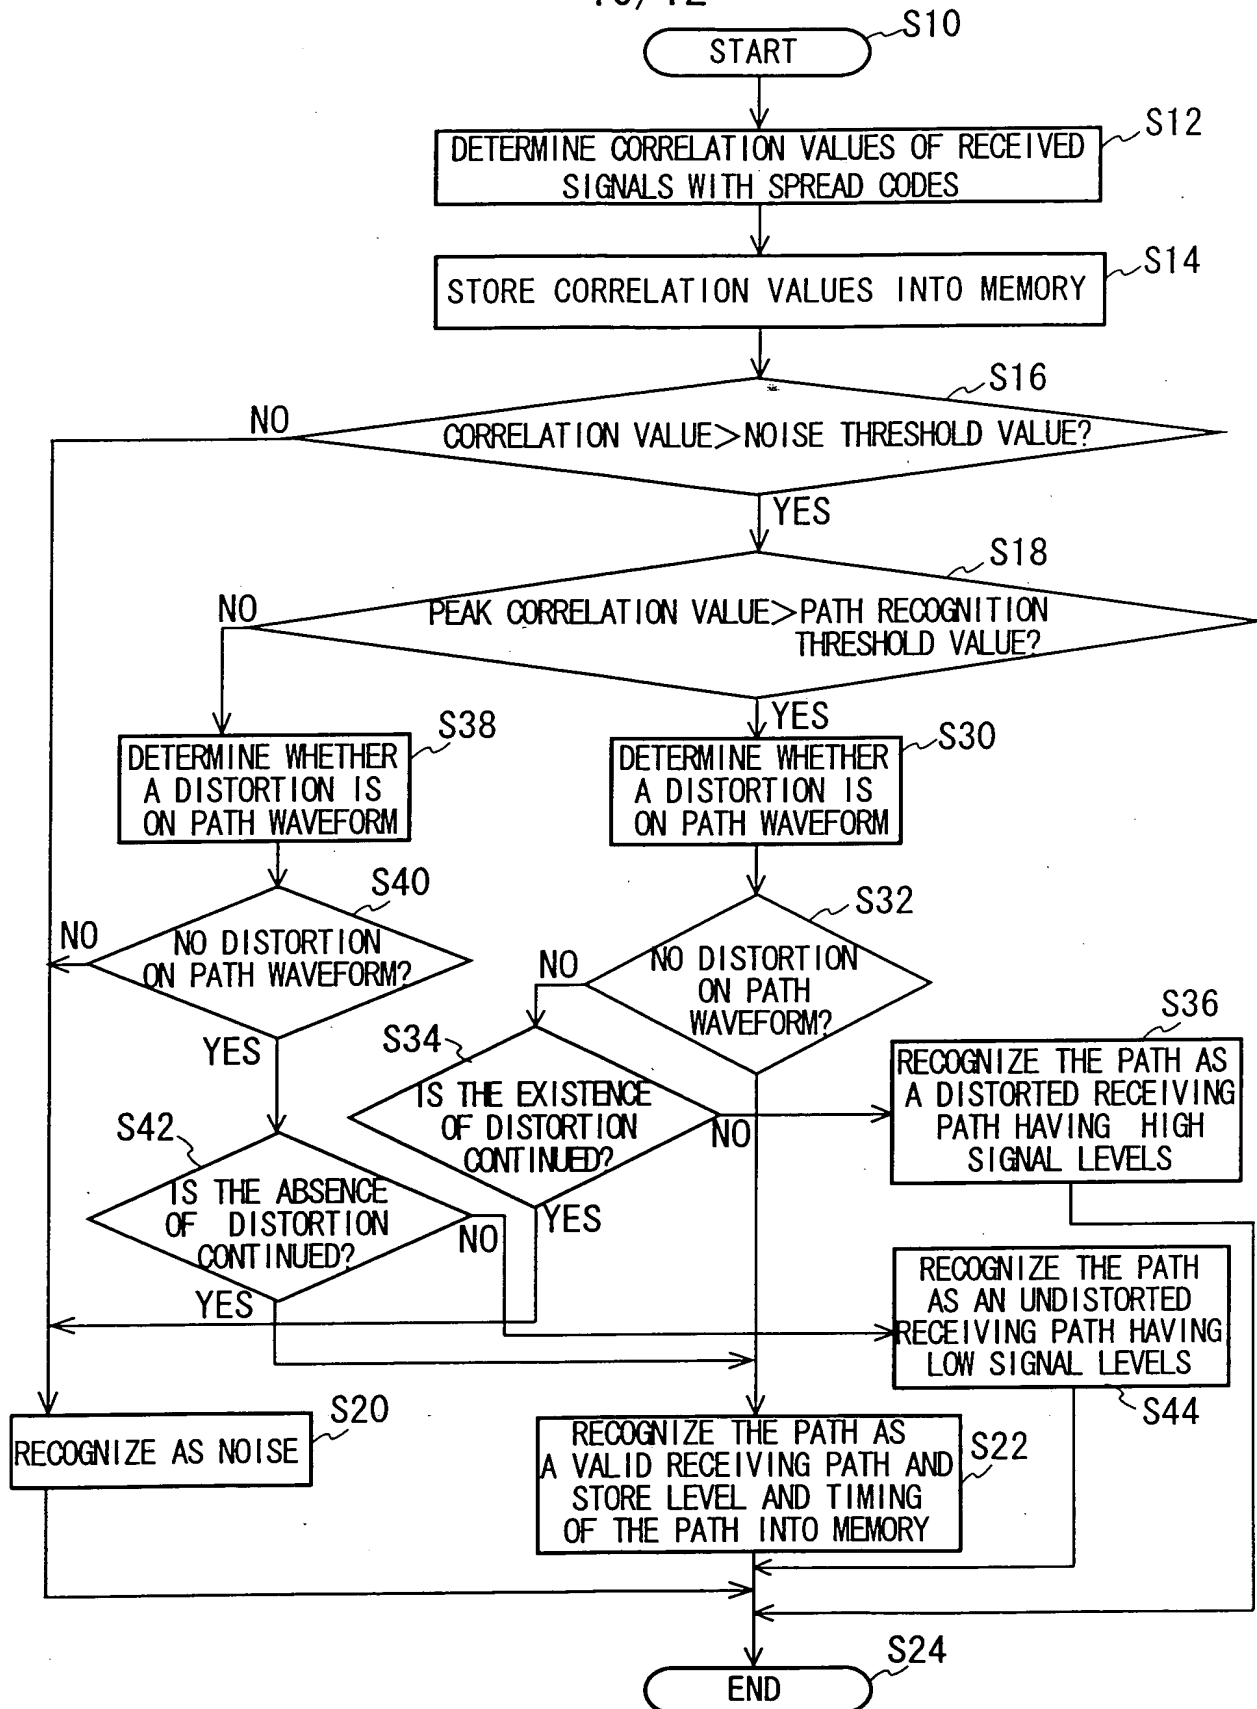 S10
START
S12
DETERMINE CORRELATION VALUES OF RECEIVED
SIGNALS WITH SPREAD CODES
S14
STORE CORRELATION VALUES INTO MEMORY
S16
NO
CORRELATION VALUE>NOISE THRESHOLD VALUE?
YES
S18
NO
PEAK CORRELATION VALUE>PATH RECOGNITION
THRESHOLD VALUE?
YES
S38
DETERMINE WHETHER
A DISTORTION IS
ON PATH WAVEFORM
S30
DETERMINE WHETHER
A DISTORTION IS
ON PATH WAVEFORM
S40
NO
NO DISTORTION
ON PATH WAVEFORM?
YES
S32
NO
NO DISTORTION
ON PATH
WAVEFORM?
S34
IS THE EXISTENCE
OF DISTORTION
CONTINUED?
NO
YES
S36
RECOGNIZE THE PATH AS
A DISTORTED RECEIVING
PATH HAVING HIGH
SIGNAL LEVELS
S42
IS THE ABSENCE
OF DISTORTION
CONTINUED?
NO
YES
RECOGNIZE THE PATH
AS AN UNDISTORTED
RECEIVING PATH HAVING
LOW SIGNAL LEVELS
S44
S20
RECOGNIZE AS NOISE
RECOGNIZE THE PATH AS
A VALID RECEIVING PATH AND
STORE LEVEL AND TIMING
OF THE PATH INTO MEMORY
S22
S24
END